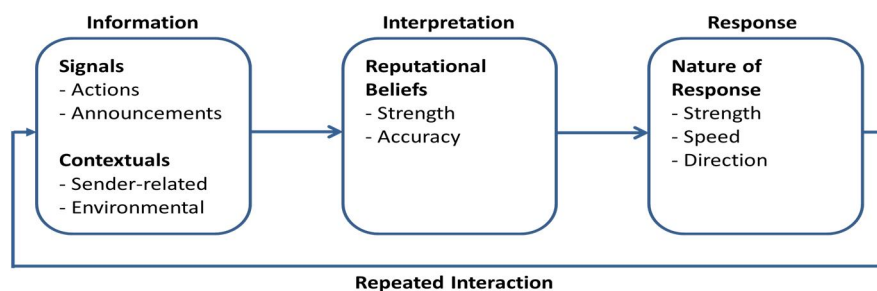 Information
Signals
- Actions
- Announcements
Contextuals
- Sender-related
- Environmental
Interpretation
Reputational
Beliefs
- Strength
- Accuracy
Response
Nature of
Response
- Strength
- Speed
- Direction
Repeated Interaction